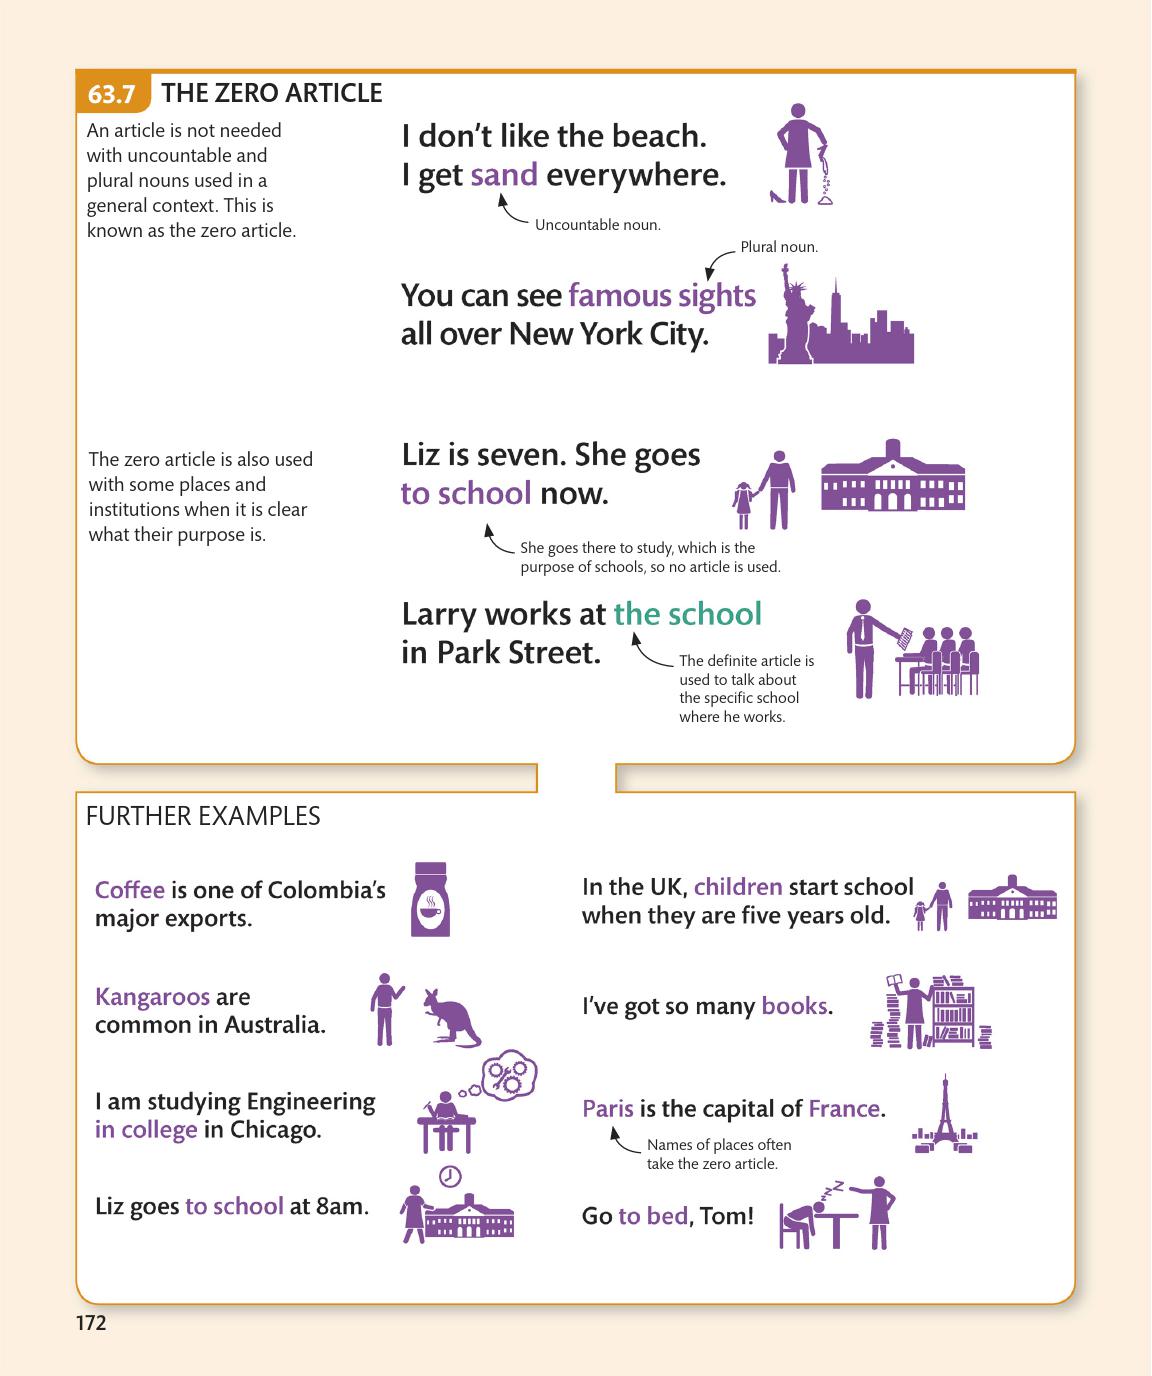 63.7 THE ZERO ARTICLE
An article is not needed
with uncountable and
plural nouns used in a
general context. This is
known as the zero article.
I don’t like the beach.
I get sand everywhere.
Uncountable noun.
Plural noun.
You can see famous sights
all over New York City.
The zero article is also used
with some places and
institutions when it is clear
what their purpose is.
Liz is seven. She goes
to school now.
She goes there to study, which is the
purpose of schools, so no article is used.
Larry works at the school
in Park Street.
The definite article is
used to talk about
the specific school
where he works.
FURTHER EXAMPLES
Coffee is one of Colombia’s
major exports.
Kangaroos are
common in Australia.
I am studying Engineering
in college in Chicago.
Liz goes to school at 8am.
In the UK, children start school
when they are five years old.
I’ve got so many books.
Paris is the capital of France.
Names of places often
take the zero article.
Go to bed, Tom!
z z z
172